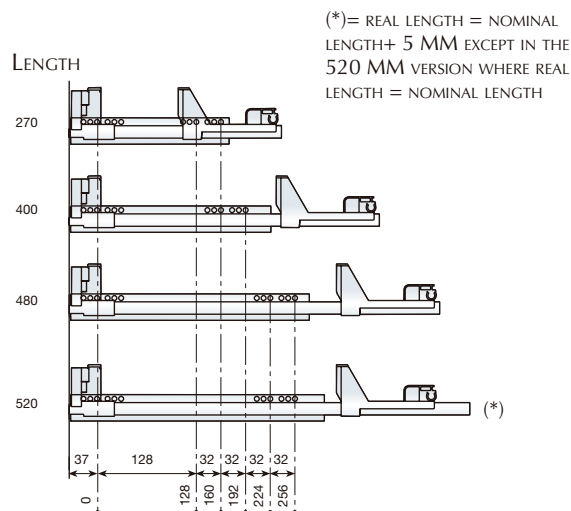 (*)= REAL LENGTH = NOMINAL
LENGTH+ 5 MM EXCEPT IN THE
520 MM VERSION WHERE REAL
LENGTH = NOMINAL LENGTH
LENGTH
270
400
480
520
(*)
37 128 32 32 32 32
0 128 160 192 224 256